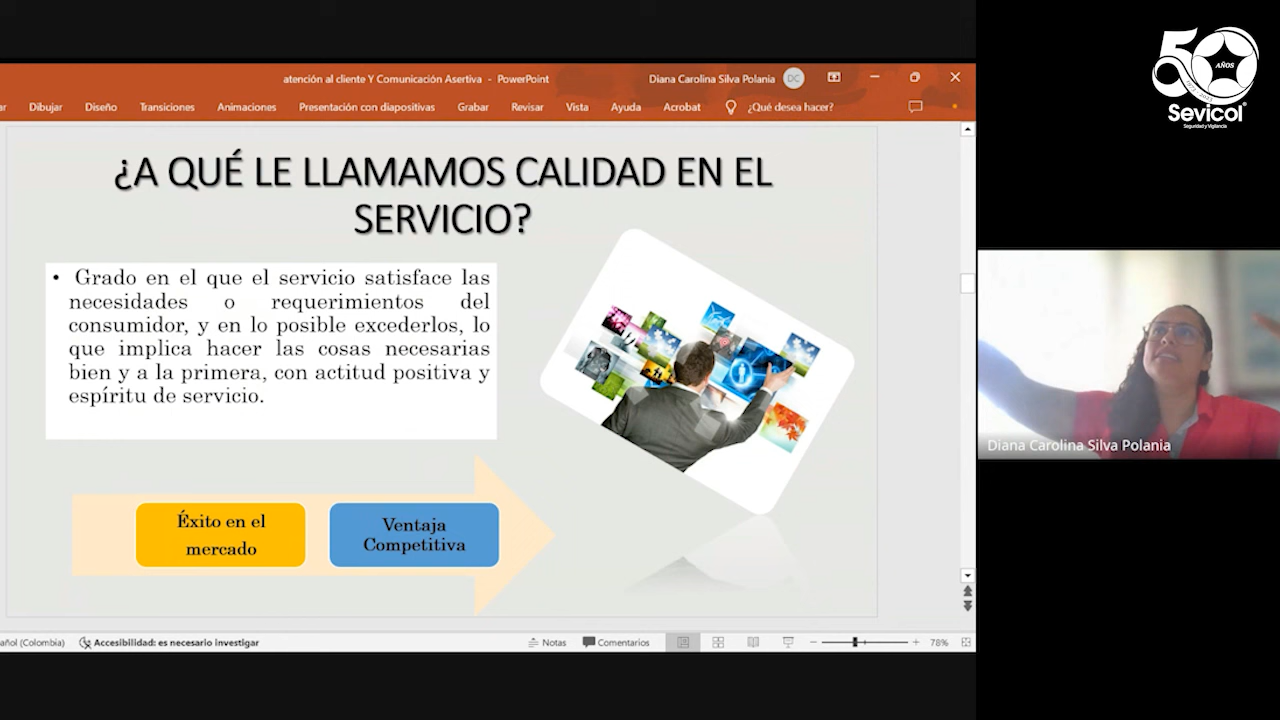 atención al cliente Y Comunicación Asertiva - PowerPoint
Diana Carolina Silva Polania
DC
ar Dibujar Diseño Transiciones Animaciones Presentación con diapositivas Grabar Revisar Vista Ayuda Acrobat ¿Qué desea hacer?
¿A QUÉ LE LLAMAMOS CALIDAD EN EL
SERVICIO?
• Grado en el que el servicio satisface las
necesidades o requerimientos del
consumidor, y en lo posible excederlos, lo
que implica hacer las cosas necesarias
bien y a la primera, con actitud positiva y
espíritu de servicio.
Éxito en el
mercado
Ventaja
Competitiva
añol (Colombia) Accesibilidad: es necesario investigar Notas Comentarios 78%
50
AÑOS
Sevicol
Seguridad y Vigilancia
Diana Carolina Silva Polania